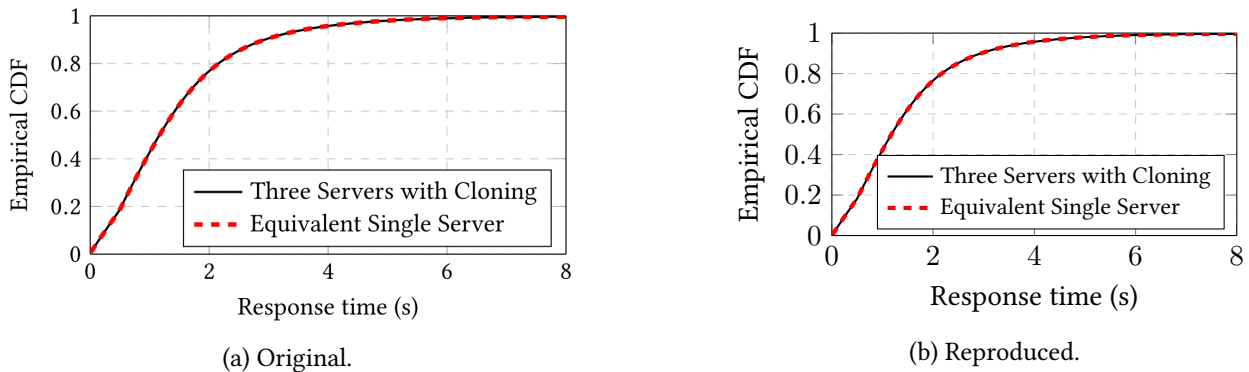 1
0.8
0.6
0.4
0.2
0
Empirical CDF
0 2 4 6 8
Response time (s)
Three Servers with Cloning
Equivalent Single Server
(a) Original.
1
0.8
0.6
0.4
0.2
0
Empirical CDF
0 2 4 6 8
Response time (s)
Three Servers with Cloning
Equivalent Single Server
(b) Reproduced.